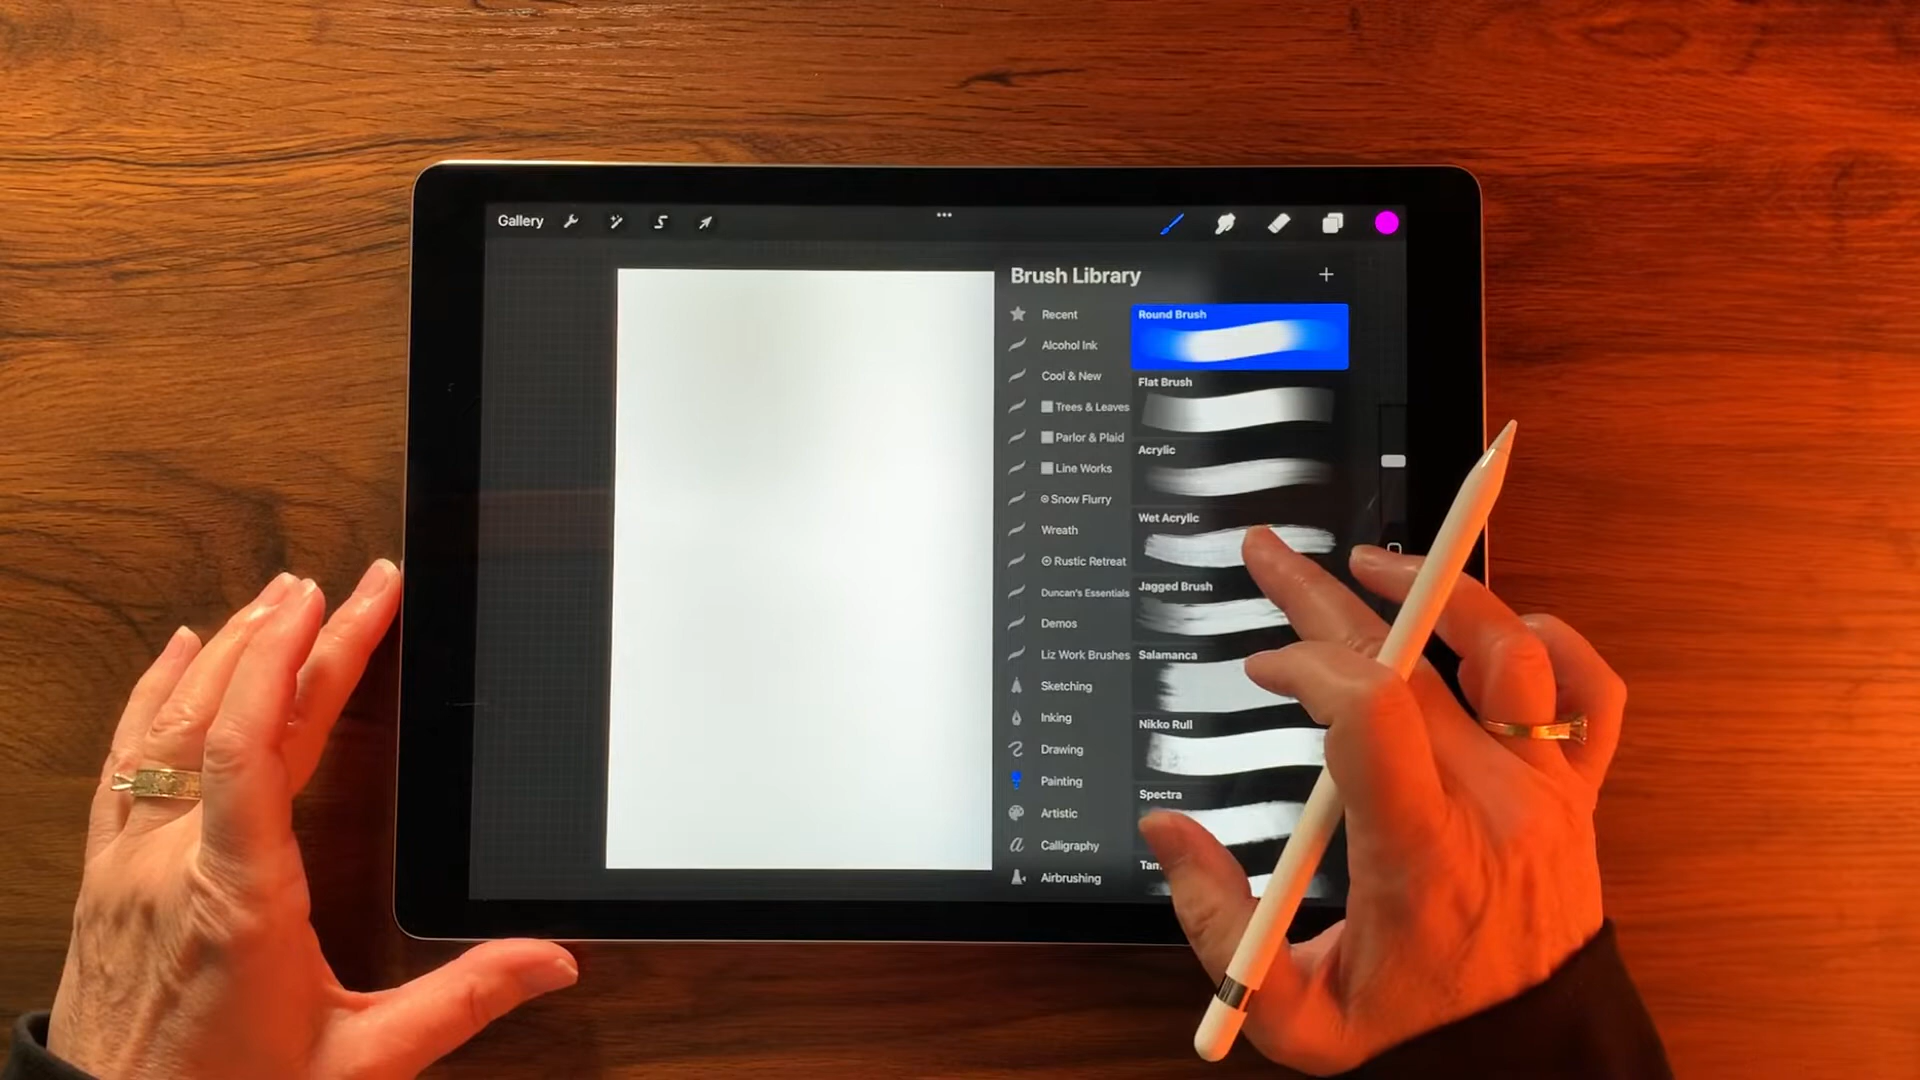 Gallery
Brush Library
Recent
Alcohol Ink
Cool & New
Trees & Leaves
Parlor & Plaid
Line Works
Snow Flurry
Wreath
Rustic Retreat
Duncan's Essentials
Demos
Liz Work Brushes
Sketching
Inking
Drawing
Painting
Artistic
Calligraphy
Airbrushing
Round Brush
Flat Brush
Acrylic
Wet Acrylic
Jagged Brush
Salamanca
Nikko Rull
Spectra